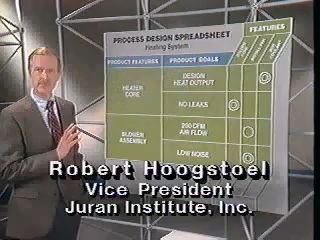 PROCESS DESIGN SPREADSHEET
Heating System
FEATURES
PRODUCT FEATURES
PRODUCT GOALS
HEATER
CORE
DESIGN
HEAT OUTPUT
NO LEAKS
BLOWER
ASSEMBLY
200 CFM
AIR FLOW
LOW NOISE
Robert Hoogstoel
Vice President
Juran Institute, Inc.